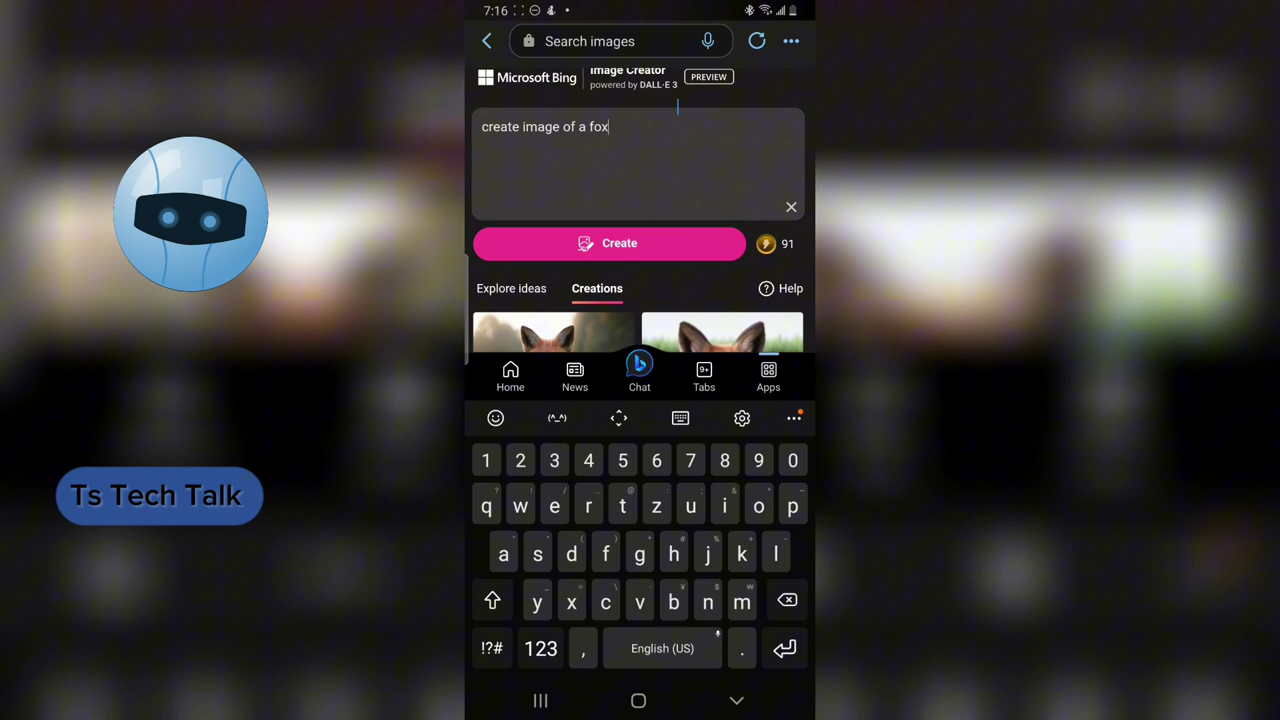 7:16
Search images
Microsoft Bing
Image Creator
powered by DALL·E 3
PREVIEW
create image of a fox
Create
91
Explore ideas
Creations
Help
Home
News
Chat
9+
Tabs
Apps
Ts Tech Talk
(^_^)
1 2 3 4 5 6 7 8 9 0
q w e r t z u i o p
a s d f g h j k l
y x c v b n m
!?#
123
,
English (US)
.